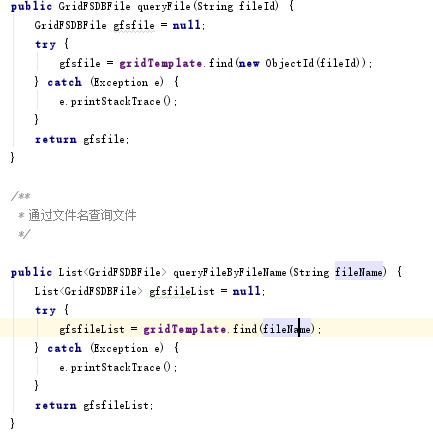 public GridFSDBFile queryFile(String fileId) {
GridFSDBFile gfsfile = null;
try {
gfsfile = gridTemplate.find(new ObjectId(fileId));
} catch (Exception e) {
e.printStackTrace();
}
return gfsfile;
}
/**
* 通过文件名查询文件
*/
public List<GridFSDBFile> queryFileByFileName(String fileName) {
List<GridFSDBFile> gfsfileList = null;
try {
gfsfileList = gridTemplate.find(fileName);
} catch (Exception e) {
e.printStackTrace();
}
return gfsfileList;
}